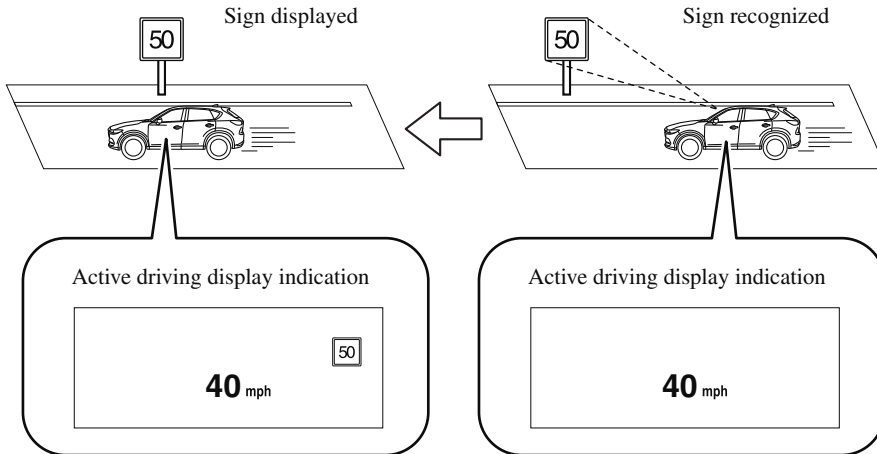 Sign displayed
50
Active driving display indication
50
40 mph
Sign recognized
50
Active driving display indication
40 mph